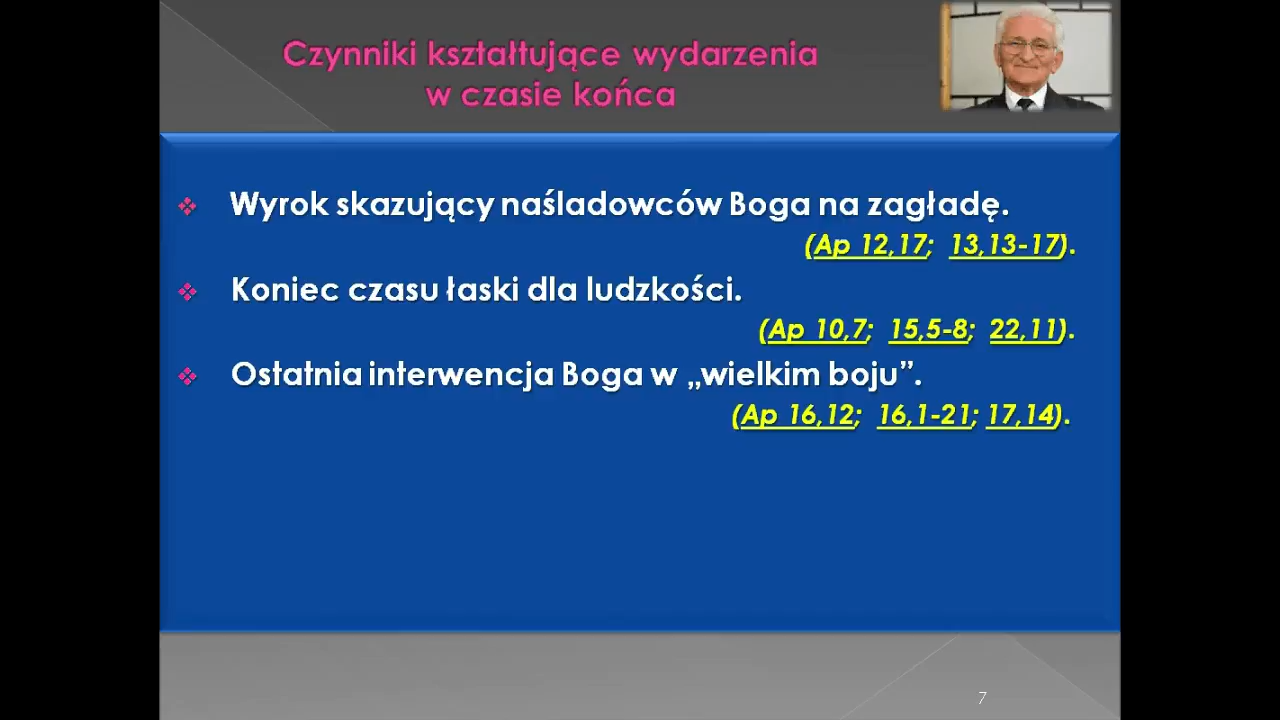 Czynniki kształtujące wydarzenia
w czasie końca
Wyrok skazujący naśladowców Boga na zagładę.
(Ap 12,17; 13,13-17).
Koniec czasu łaski dla ludzkości.
(Ap 10,7; 15,5-8; 22,11).
Ostatnia interwencja Boga w „wielkim boju”.
(Ap 16,12; 16,1-21; 17,14).
7